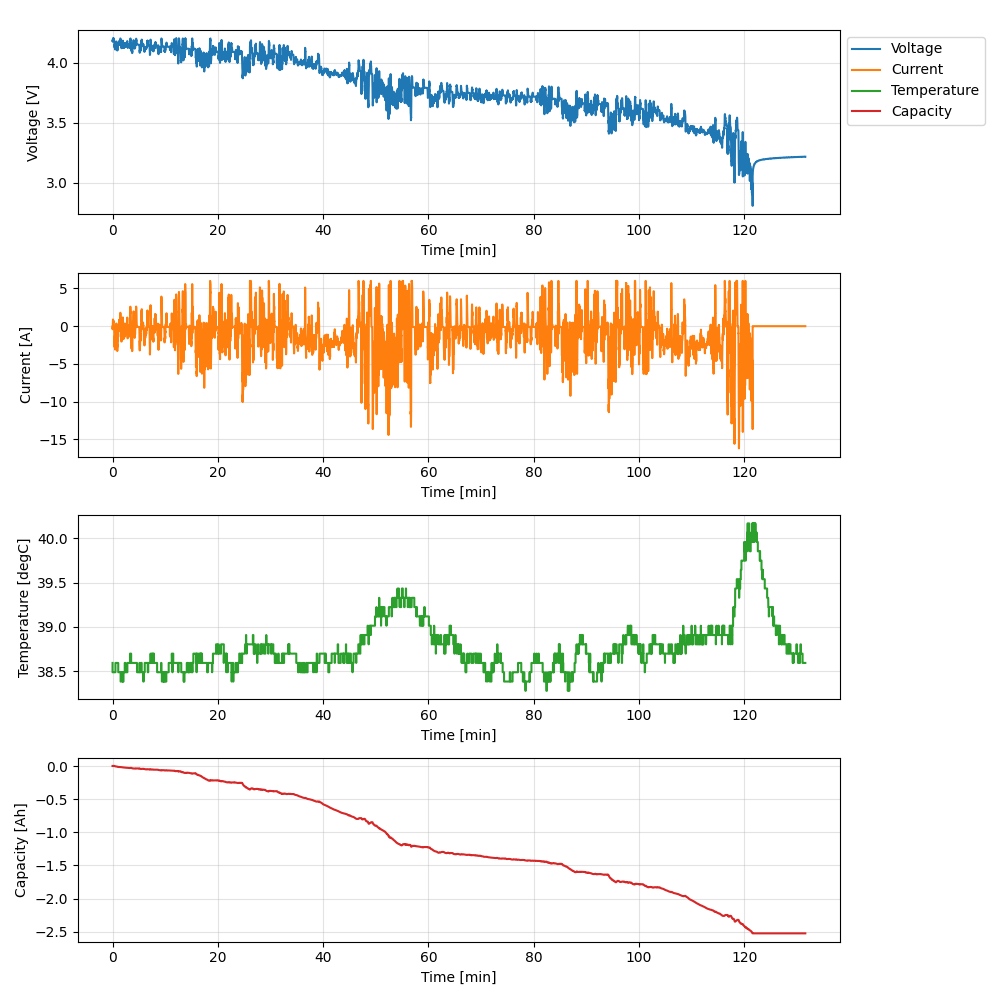 4.0
3.5
3.0
Voltage [V]
0 20 40 60 80 100 120
Time [min]
Voltage
Current
Temperature
Capacity
5
0
−5
−10
−15
Current [A]
0 20 40 60 80 100 120
Time [min]
40.0
39.5
39.0
38.5
Temperature [degC]
0 20 40 60 80 100 120
Time [min]
0.0
−0.5
−1.0
−1.5
−2.0
−2.5
Capacity [Ah]
0 20 40 60 80 100 120
Time [min]